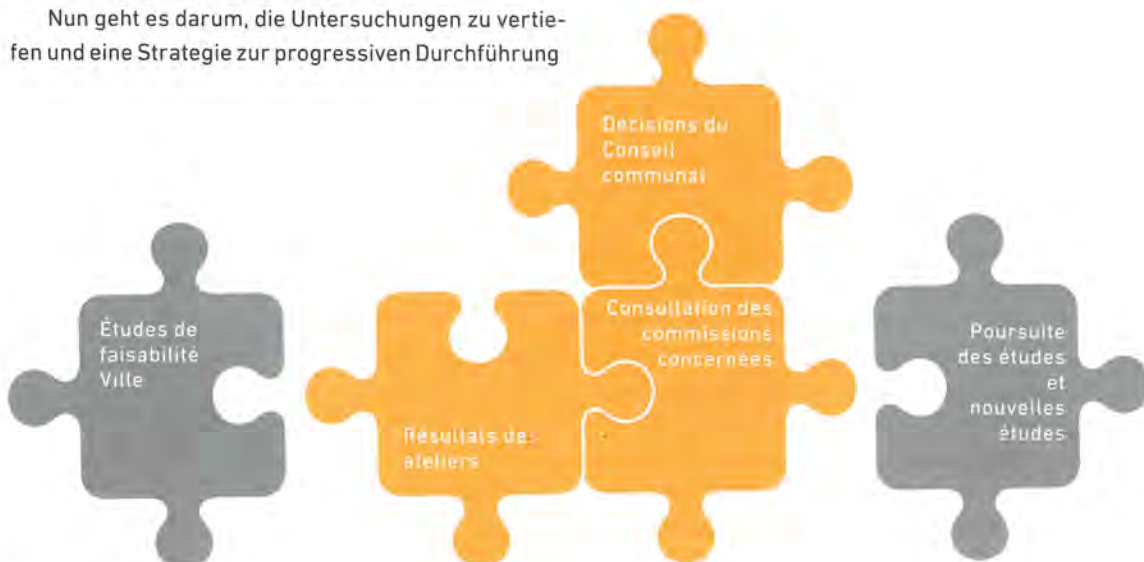 Nun geht es darum, die Untersuchungen zu vertie-
fen und eine Strategie zur progressiven Durchführung
Décisions du
Conseil
communal
Études de
faisabilité
Ville
Consultation des
commissions
concernées
Résultats des
ateliers
Poursuite
des études
et
nouvelles
études